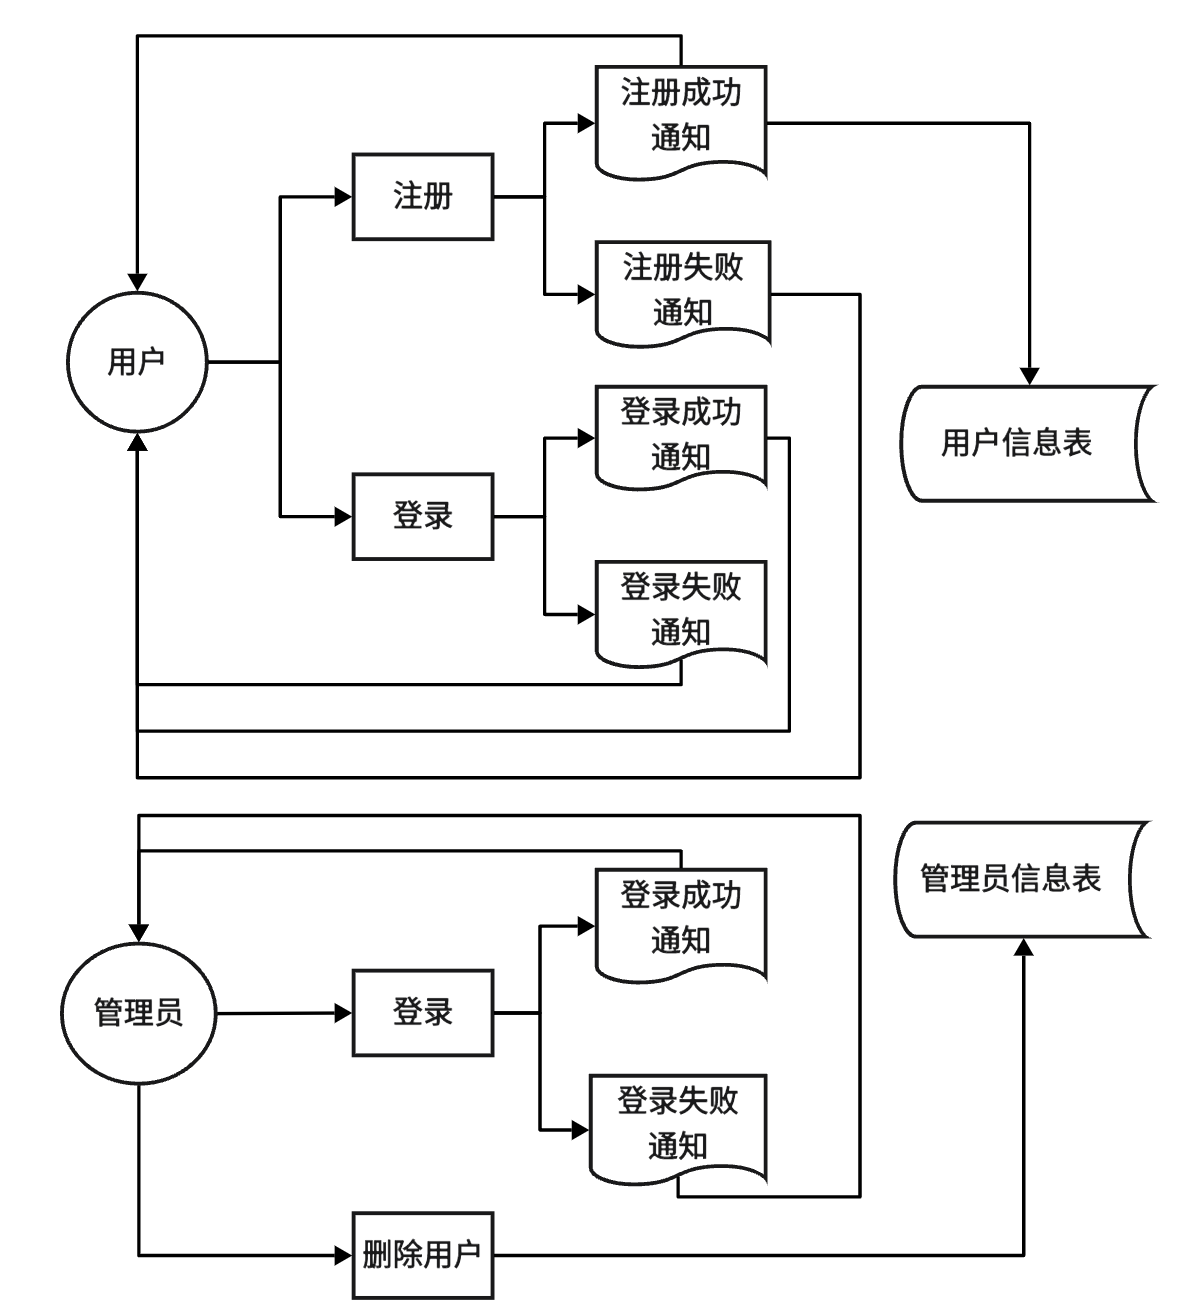 注册成功
通知
注册
注册失败
通知
用户
登录成功
通知
用户信息表
登录
登录失败
通知
登录成功
通知
管理员信息表
管理员
登录
登录失败
通知
删除用户